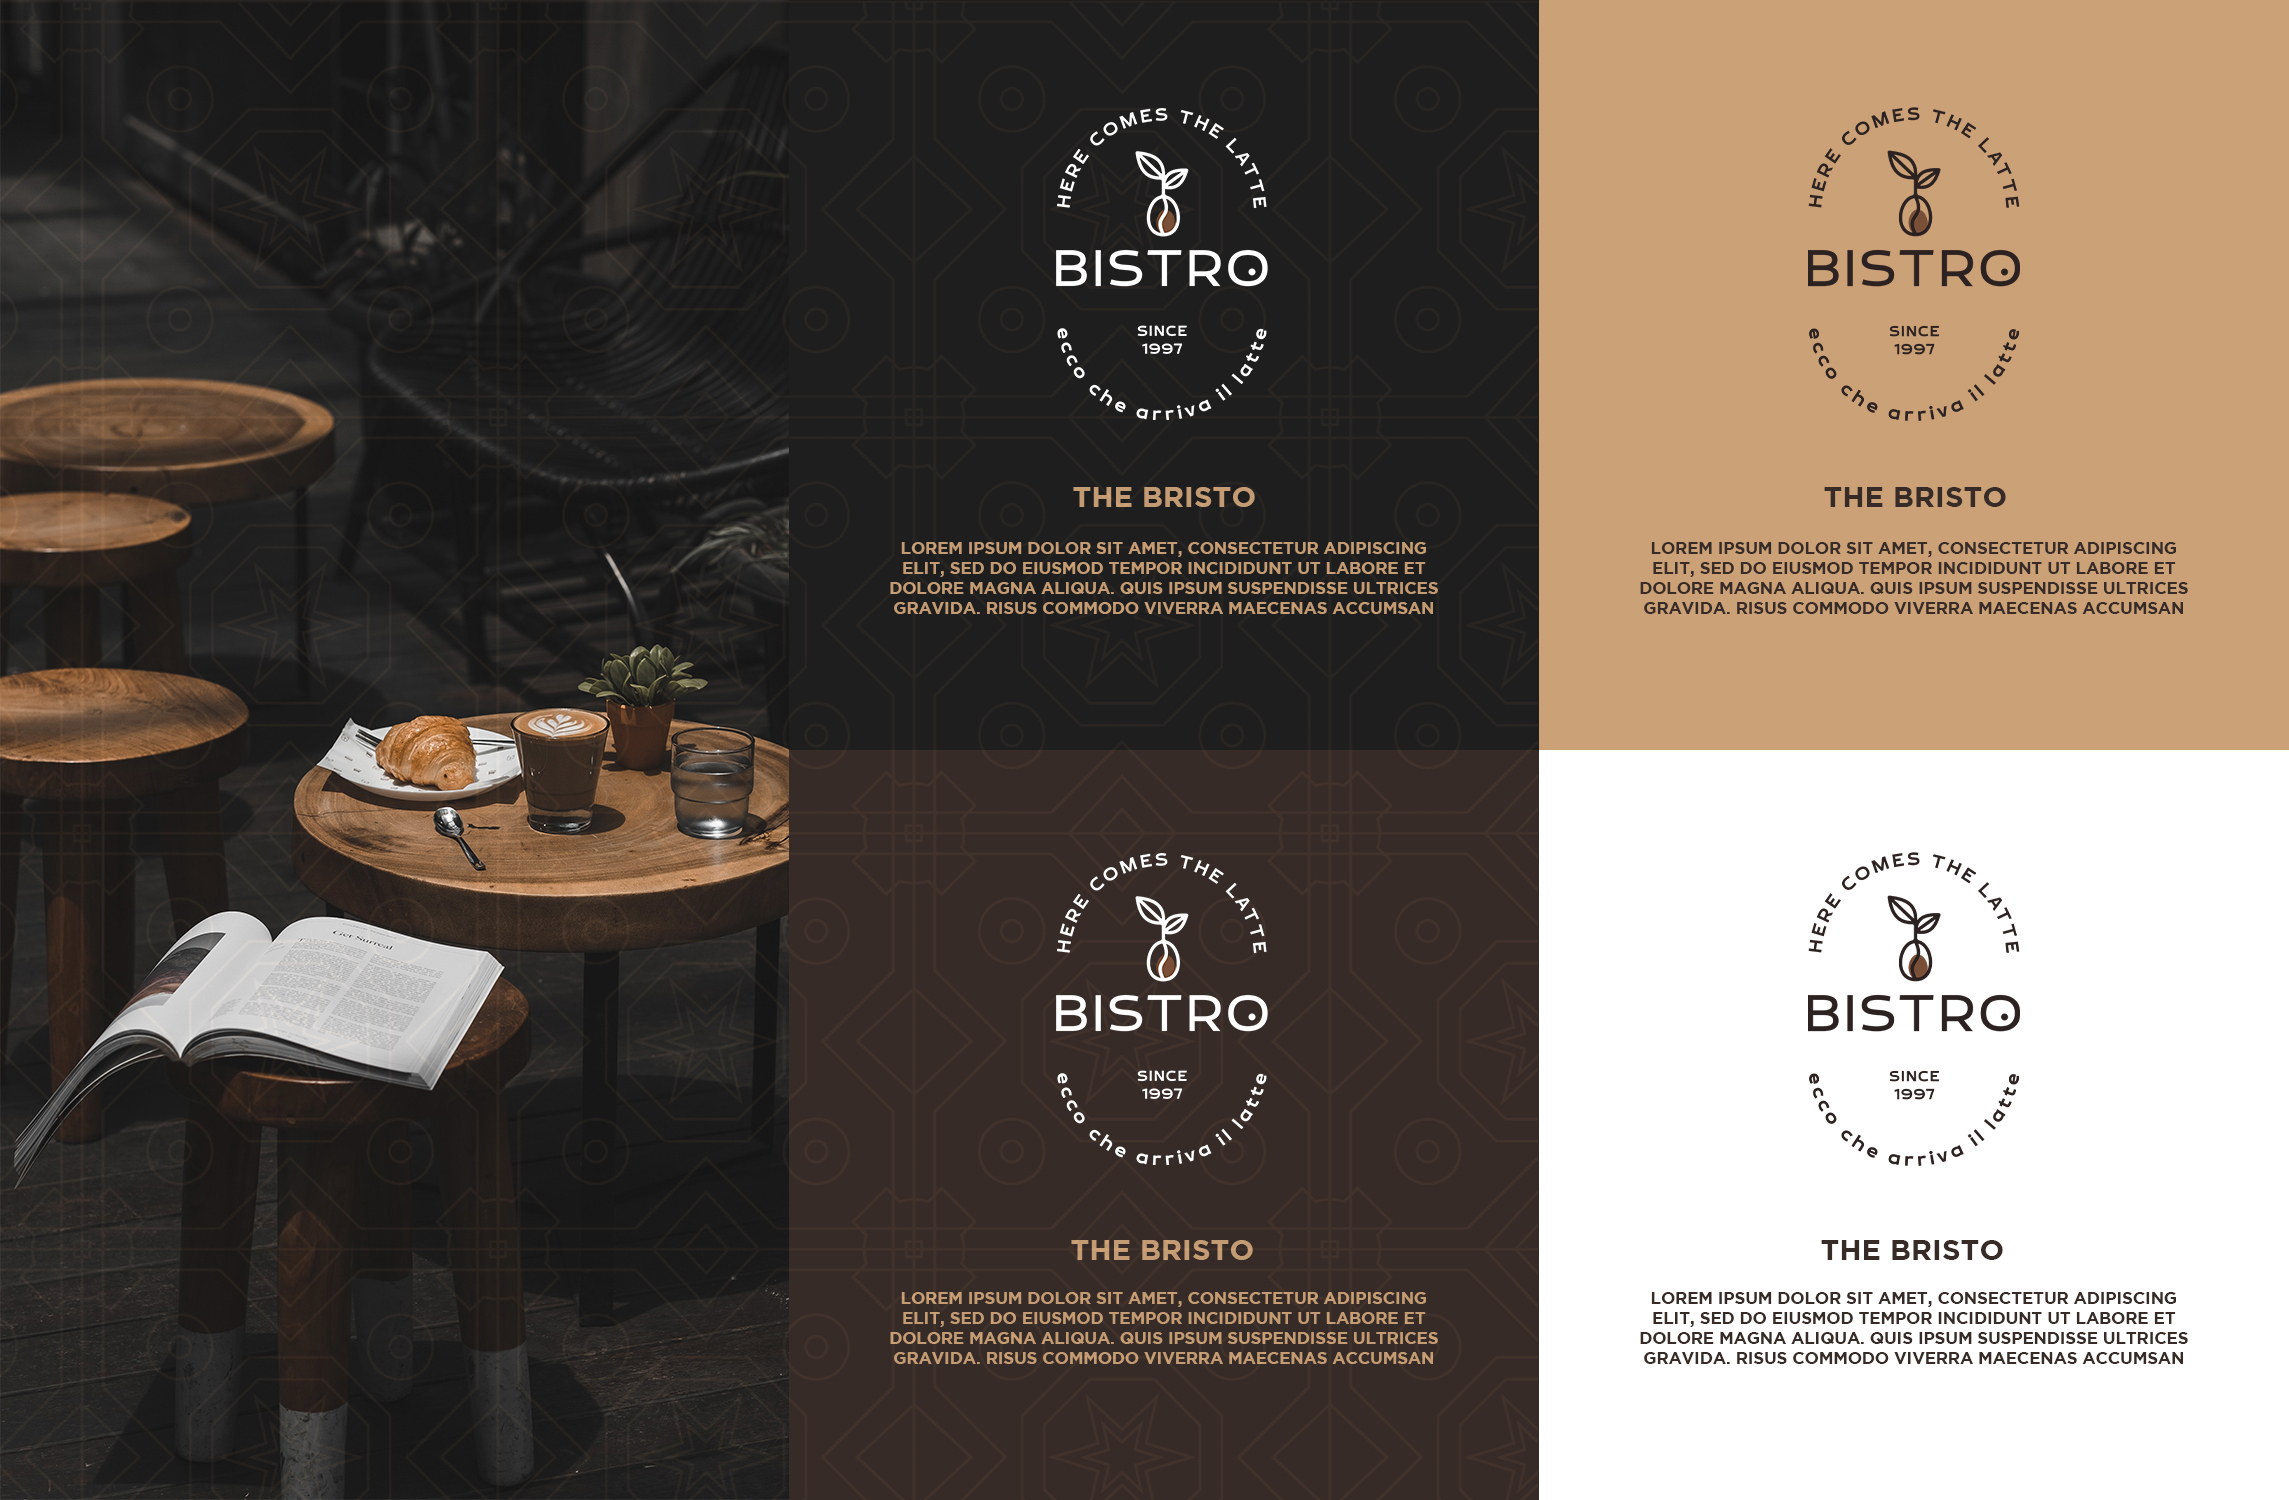 Get Surreal
HERE COMES THE LATTE
BISTRO
SINCE
1997
ecco che arriva il latte
THE BRISTO
LOREM IPSUM DOLOR SIT AMET, CONSECTETUR ADIPISCING
ELIT, SED DO EIUSMOD TEMPOR INCIDIDUNT UT LABORE ET
DOLORE MAGNA ALIQUA. QUIS IPSUM SUSPENDISSE ULTRICES
GRAVIDA. RISUS COMMODO VIVERRA MAECENAS ACCUMSAN
HERE COMES THE LATTE
BISTRO
SINCE
1997
ecco che arriva il latte
THE BRISTO
LOREM IPSUM DOLOR SIT AMET, CONSECTETUR ADIPISCING
ELIT, SED DO EIUSMOD TEMPOR INCIDIDUNT UT LABORE ET
DOLORE MAGNA ALIQUA. QUIS IPSUM SUSPENDISSE ULTRICES
GRAVIDA. RISUS COMMODO VIVERRA MAECENAS ACCUMSAN
HERE COMES THE LATTE
BISTRO
SINCE
1997
ecco che arriva il latte
THE BRISTO
LOREM IPSUM DOLOR SIT AMET, CONSECTETUR ADIPISCING
ELIT, SED DO EIUSMOD TEMPOR INCIDIDUNT UT LABORE ET
DOLORE MAGNA ALIQUA. QUIS IPSUM SUSPENDISSE ULTRICES
GRAVIDA. RISUS COMMODO VIVERRA MAECENAS ACCUMSAN
HERE COMES THE LATTE
BISTRO
SINCE
1997
ecco che arriva il latte
THE BRISTO
LOREM IPSUM DOLOR SIT AMET, CONSECTETUR ADIPISCING
ELIT, SED DO EIUSMOD TEMPOR INCIDIDUNT UT LABORE ET
DOLORE MAGNA ALIQUA. QUIS IPSUM SUSPENDISSE ULTRICES
GRAVIDA. RISUS COMMODO VIVERRA MAECENAS ACCUMSAN